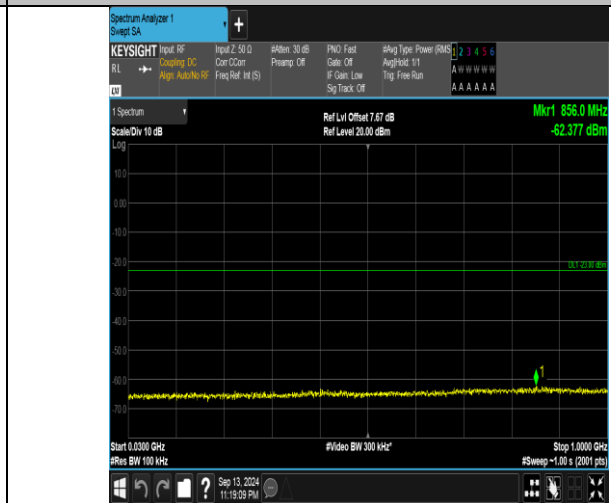 Spectrum Analyzer 1
Swept SA
+
KEYSIGHT
RL
LXI
Input: RF
Coupling: DC
Align: Auto/No RF
Input Z: 50 Ω
Corr CCorr
Freq Ref: Int (S)
#Atten: 30 dB
Preamp: Off
PNO: Fast
Gate: Off
IF Gain: Low
Sig Track: Off
#Avg Type: Power (RMS
Avg|Hold: 1/1
Trig: Free Run
1 2 3 4 5 6
A W W W W W
A A A A A A
1 Spectrum
Scale/Div 10 dB
Log
Ref Lvl Offset 7.67 dB
Ref Level 20.00 dBm
Mkr1 856.0 MHz
-62.377 dBm
10.0
0.00
-10.0
-20.0
DL1 -23.00 dBm
-30.0
-40.0
-50.0
-60.0
1
-70.0
Start 0.0300 GHz
#Res BW 100 kHz
#Video BW 300 kHz*
Stop 1.0000 GHz
#Sweep ~1.00 s (2001 pts)
?
Sep 13, 2024
11:19:09 PM